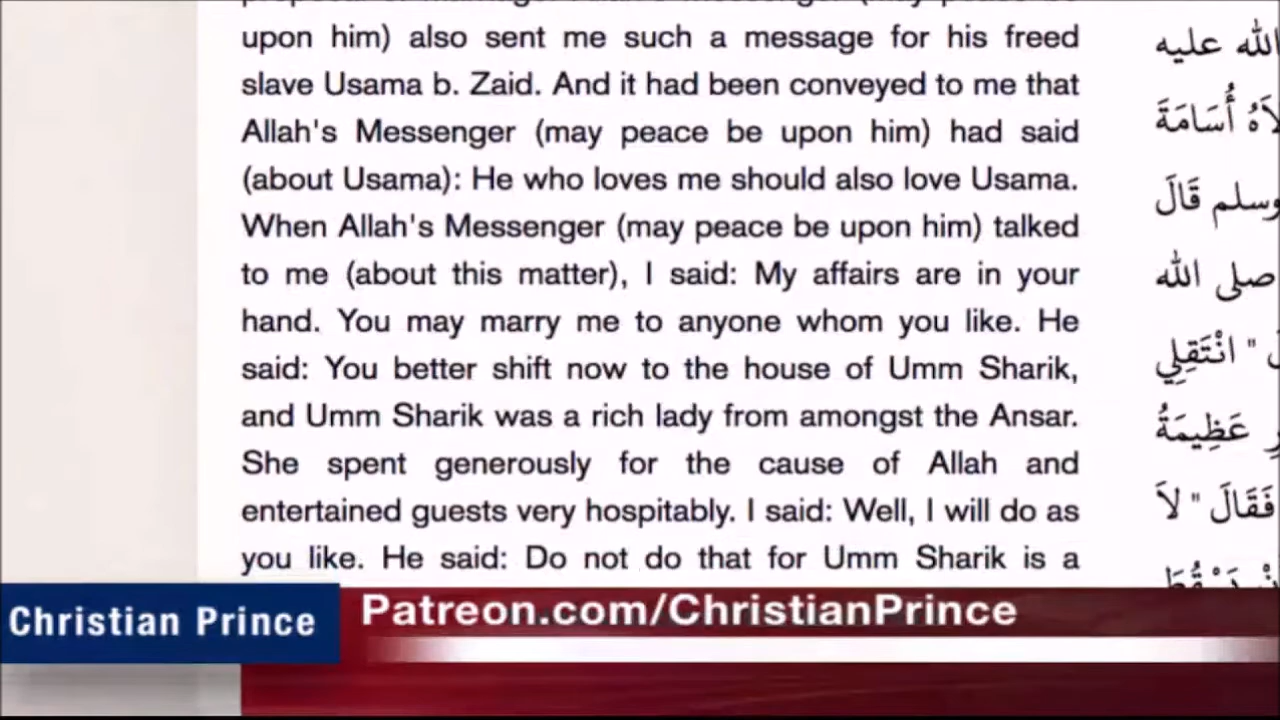 upon him) also sent me such a message for his freed
slave Usama b. Zaid. And it had been conveyed to me that
Allah's Messenger (may peace be upon him) had said
(about Usama): He who loves me should also love Usama.
When Allah's Messenger (may peace be upon him) talked
to me (about this matter), I said: My affairs are in your
hand. You may marry me to anyone whom you like. He
said: You better shift now to the house of Umm Sharik,
and Umm Sharik was a rich lady from amongst the Ansar.
She spent generously for the cause of Allah and
entertained guests very hospitably. I said: Well, I will do as
you like. He said: Do not do that for Umm Sharik is a
الله عليه
أُسَامَةَ
وسلم قَالَ
صلى الله
" انْتَقِلِي
عَظِيمَةُ
فَقَالَ " لاَ
Christian Prince
Patreon.com/ChristianPrince